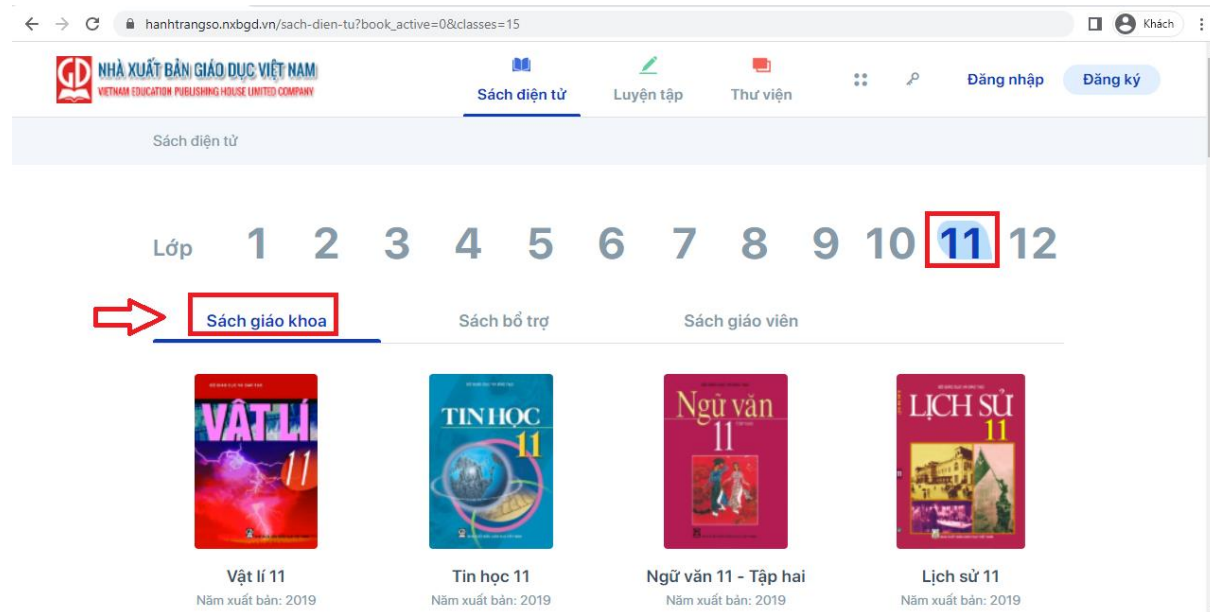 hanhtrangso.nxbgd.vn/sach-dien-tu?book_active=0&classes=15
Khách
GD
NHÀ XUẤT BẢN GIÁO DỤC VIỆT NAM
VIETNAM EDUCATION PUBLISHING HOUSE LIMITED COMPANY
Sách điện tử
Luyện tập
Thư viện
Đăng nhập
Đăng ký
Sách điện tử
Lớp 1 2 3 4 5 6 7 8 9 10 11 12
Sách giáo khoa
Sách bổ trợ
Sách giáo viên
VẬT LÍ
11
TIN HỌC
11
Ngữ văn
11
LỊCH SỬ
11
Vật lí 11
Năm xuất bản: 2019
Tin học 11
Năm xuất bản: 2019
Ngữ văn 11 - Tập hai
Năm xuất bản: 2019
Lịch sử 11
Năm xuất bản: 2019